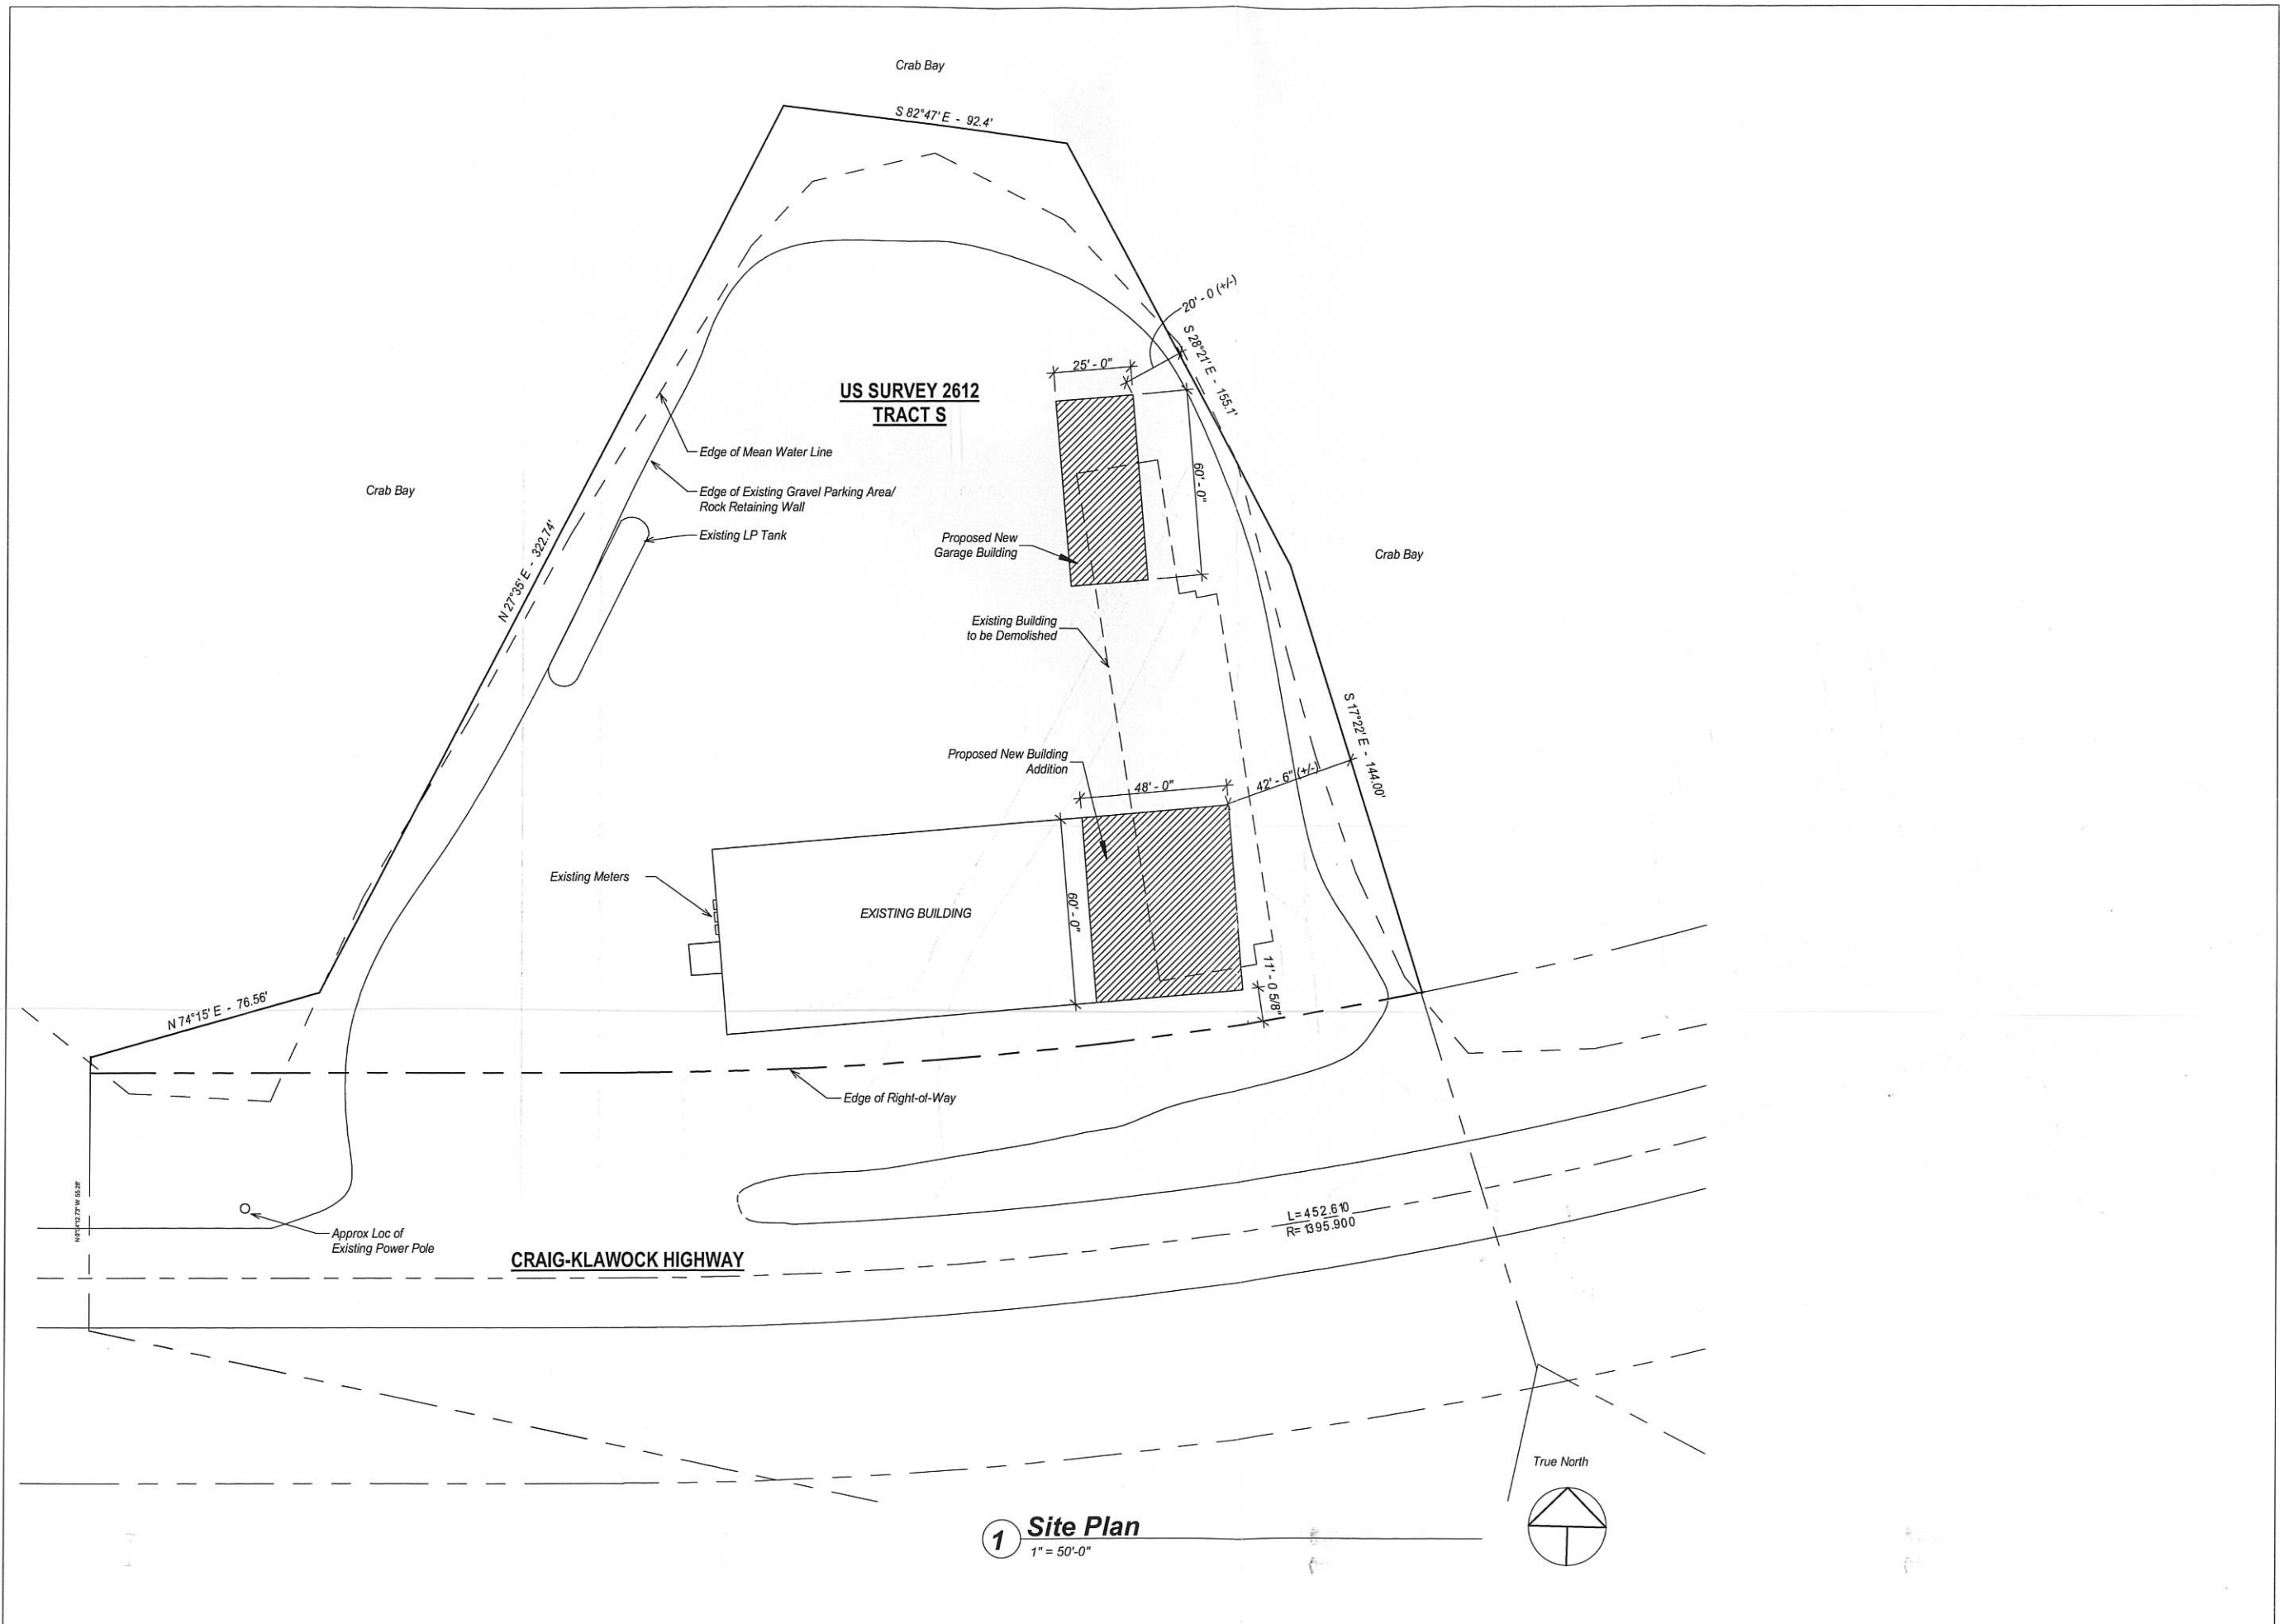 Crab Bay
S 82°47' E - 92.4'
20' - 0 (+/-)
S 28°21' E - 155.1'
25' - 0"
US SURVEY 2612
TRACT S
Edge of Mean Water Line
Crab Bay
Edge of Existing Gravel Parking Area/
Rock Retaining Wall
60' - 0"
Existing LP Tank
N 27°35' E - 322.74'
Proposed New
Garage Building
Crab Bay
Existing Building
to be Demolished
S 17°22' E - 144.00'
Proposed New Building
Addition
48' - 0"
42' - 6" (+/-)
Existing Meters
EXISTING BUILDING
60' - 0"
11' - 0 5/8"
N 74°15' E - 76.56'
Edge of Right-of-Way
L= 452.610
R= 1395.900
Approx Loc of
Existing Power Pole
CRAIG-KLAWOCK HIGHWAY
True North
1 Site Plan
1" = 50'-0"